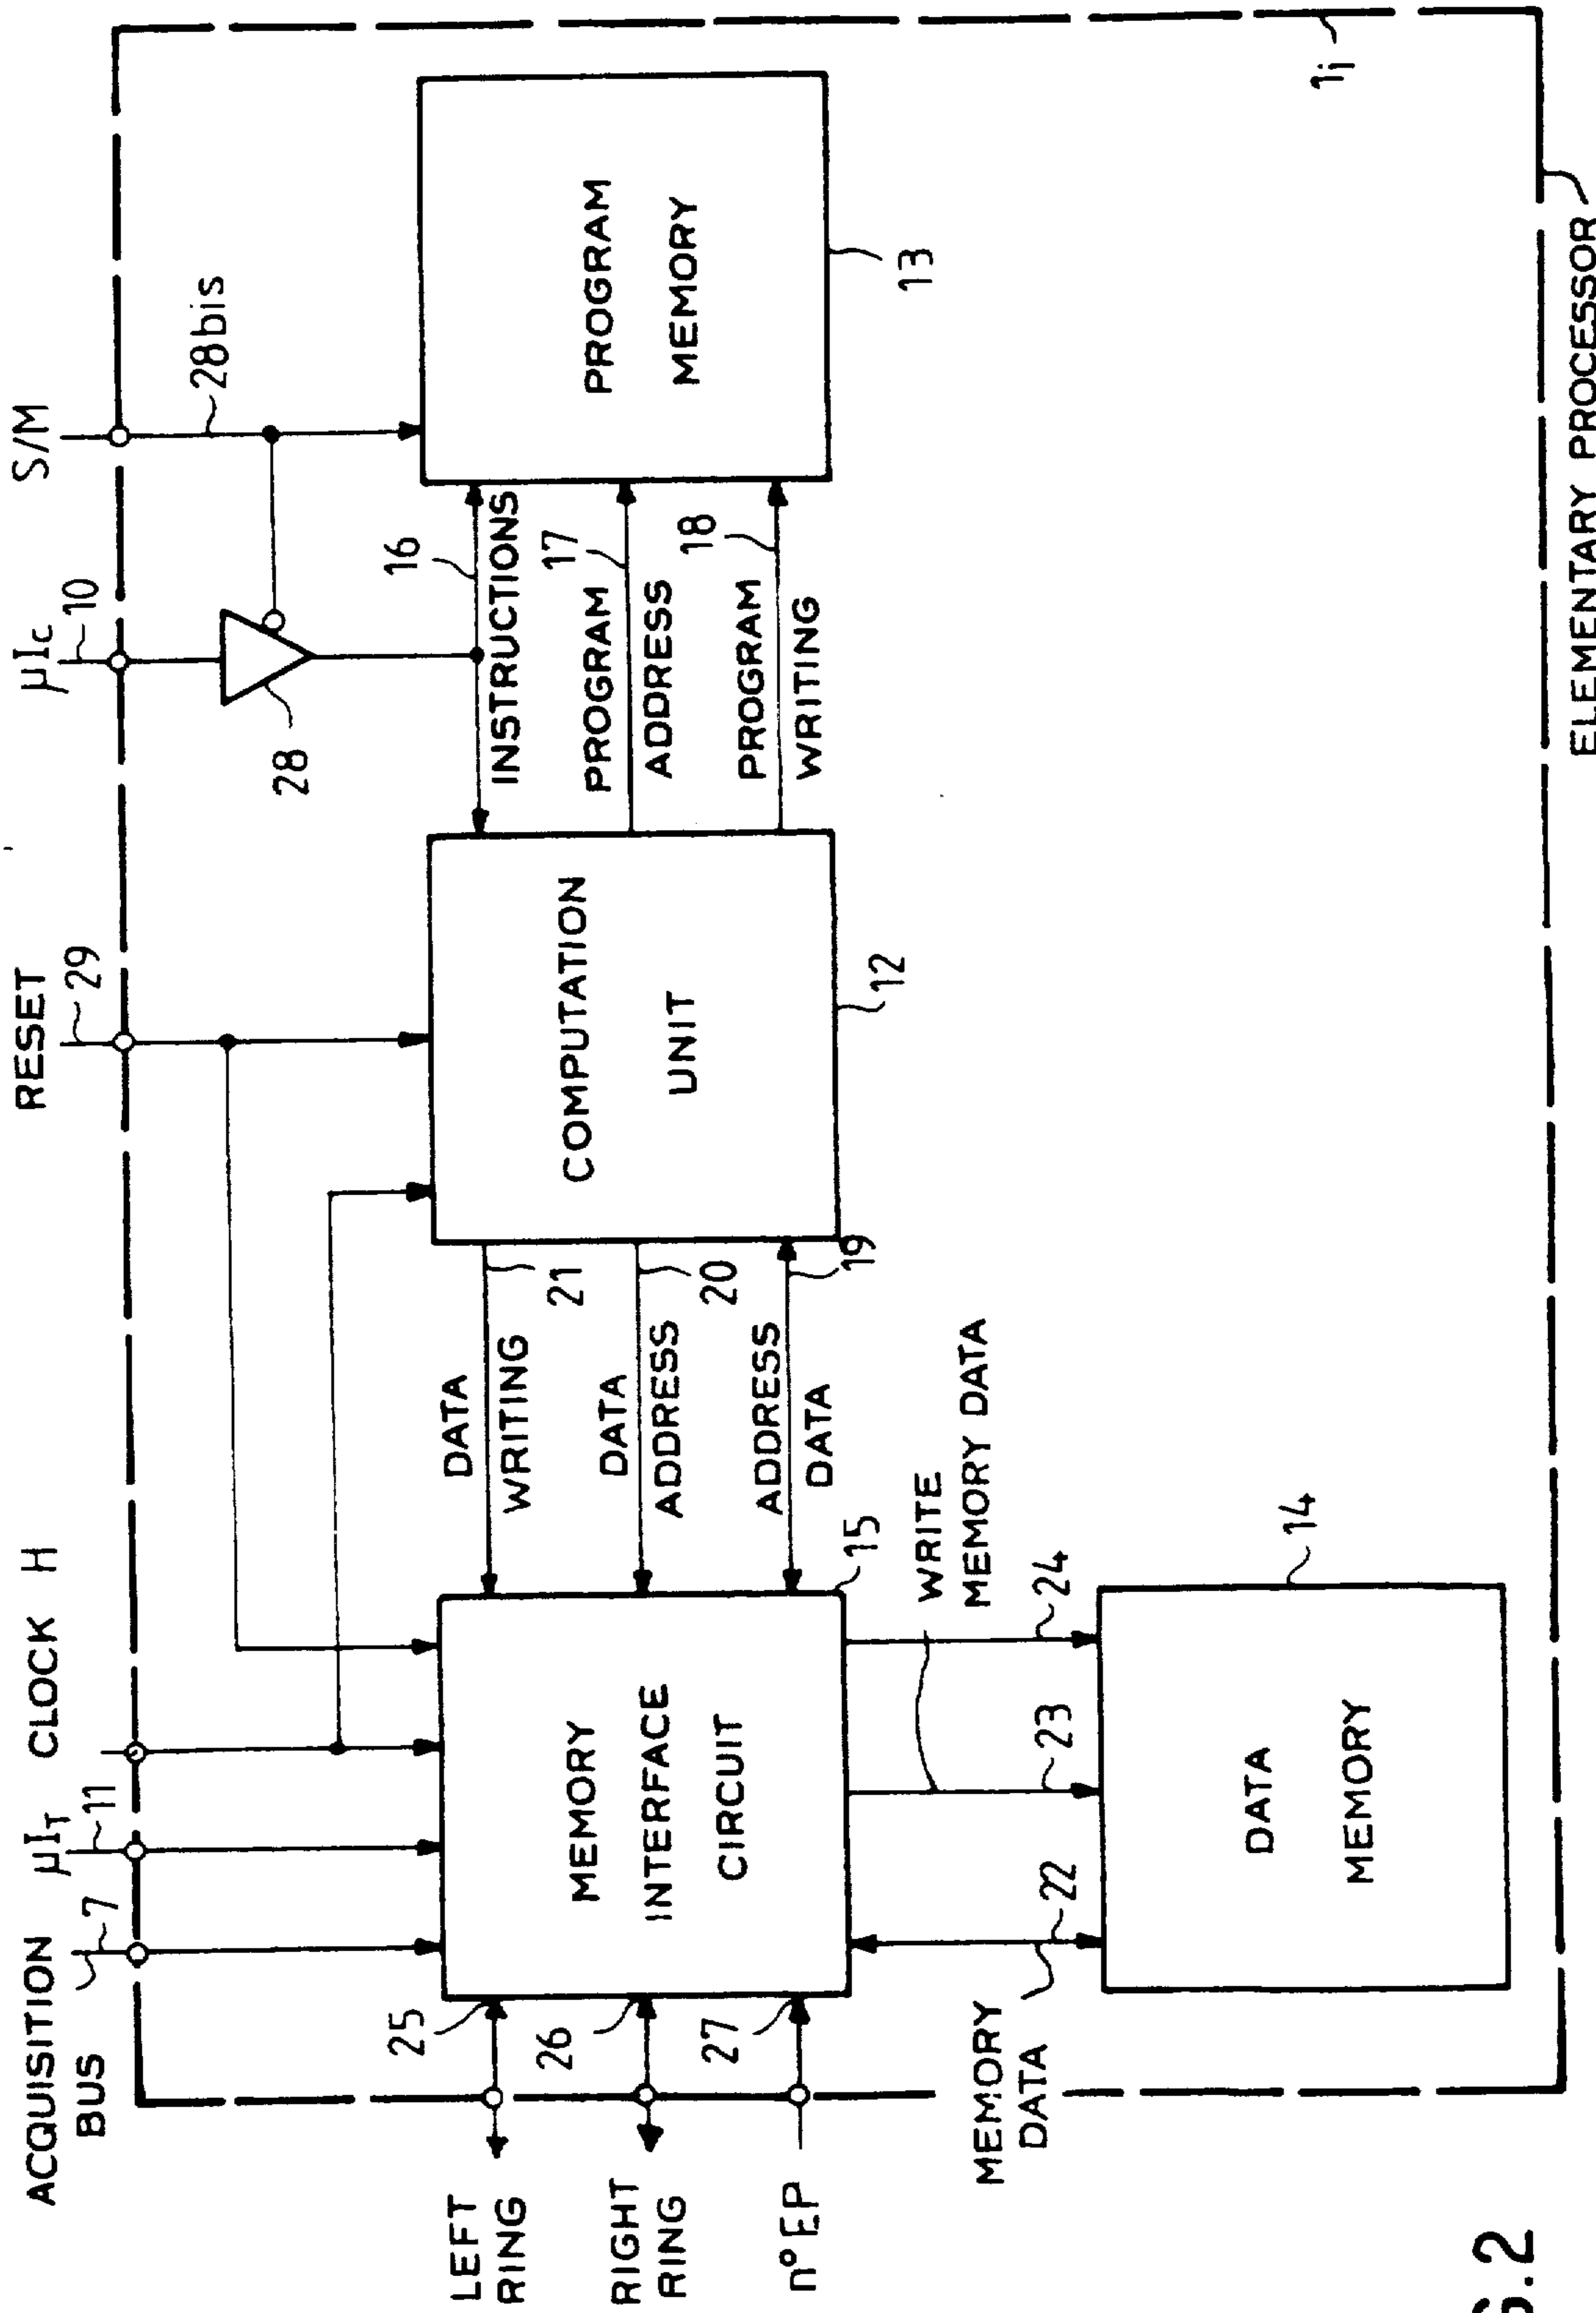 ACQUISITION
BUS
7
μI_T
11
CLOCK H
RESET
29
μI_C
10
S/M
28bis
28
LEFT
RING
25
RIGHT
RING
26
n°EP
27
MEMORY
INTERFACE
CIRCUIT
15
DATA
WRITING
21
DATA
ADDRESS
20
ADDRESS
DATA
19
COMPUTATION
UNIT
12
16
INSTRUCTIONS
PROGRAM
17
ADDRESS
PROGRAM
18
WRITING
PROGRAM
MEMORY
13
MEMORY
DATA
22
23
24
WRITE
MEMORY DATA
DATA
MEMORY
14
1i
ELEMENTARY PROCESSOR
.2